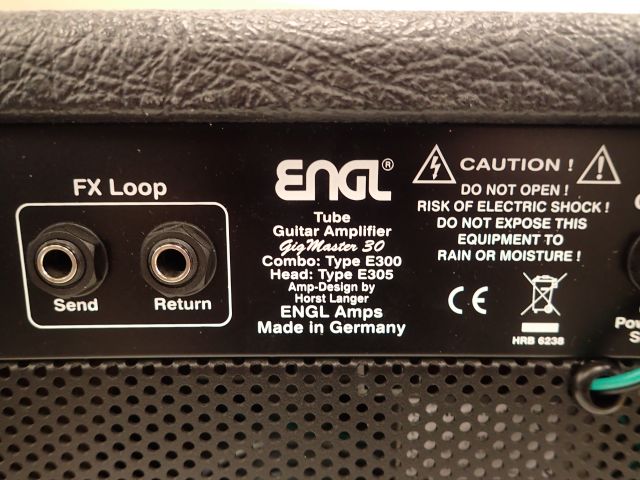 FX Loop
Send
Return
ENGL®
Tube
Guitar Amplifier
GigMaster 30
Combo: Type E300
Head: Type E305
Amp-Design by
Horst Langer
ENGL Amps
Made in Germany
CAUTION !
DO NOT OPEN !
RISK OF ELECTRIC SHOCK !
DO NOT EXPOSE THIS
EQUIPMENT TO
RAIN OR MOISTURE !
CE
HRB 6238